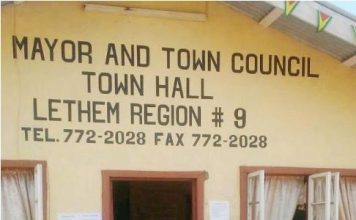 MAYOR AND TOWN COUNCIL
TOWN HALL
LETHEM REGION # 9
TEL. 772-2028 FAX 772-2028